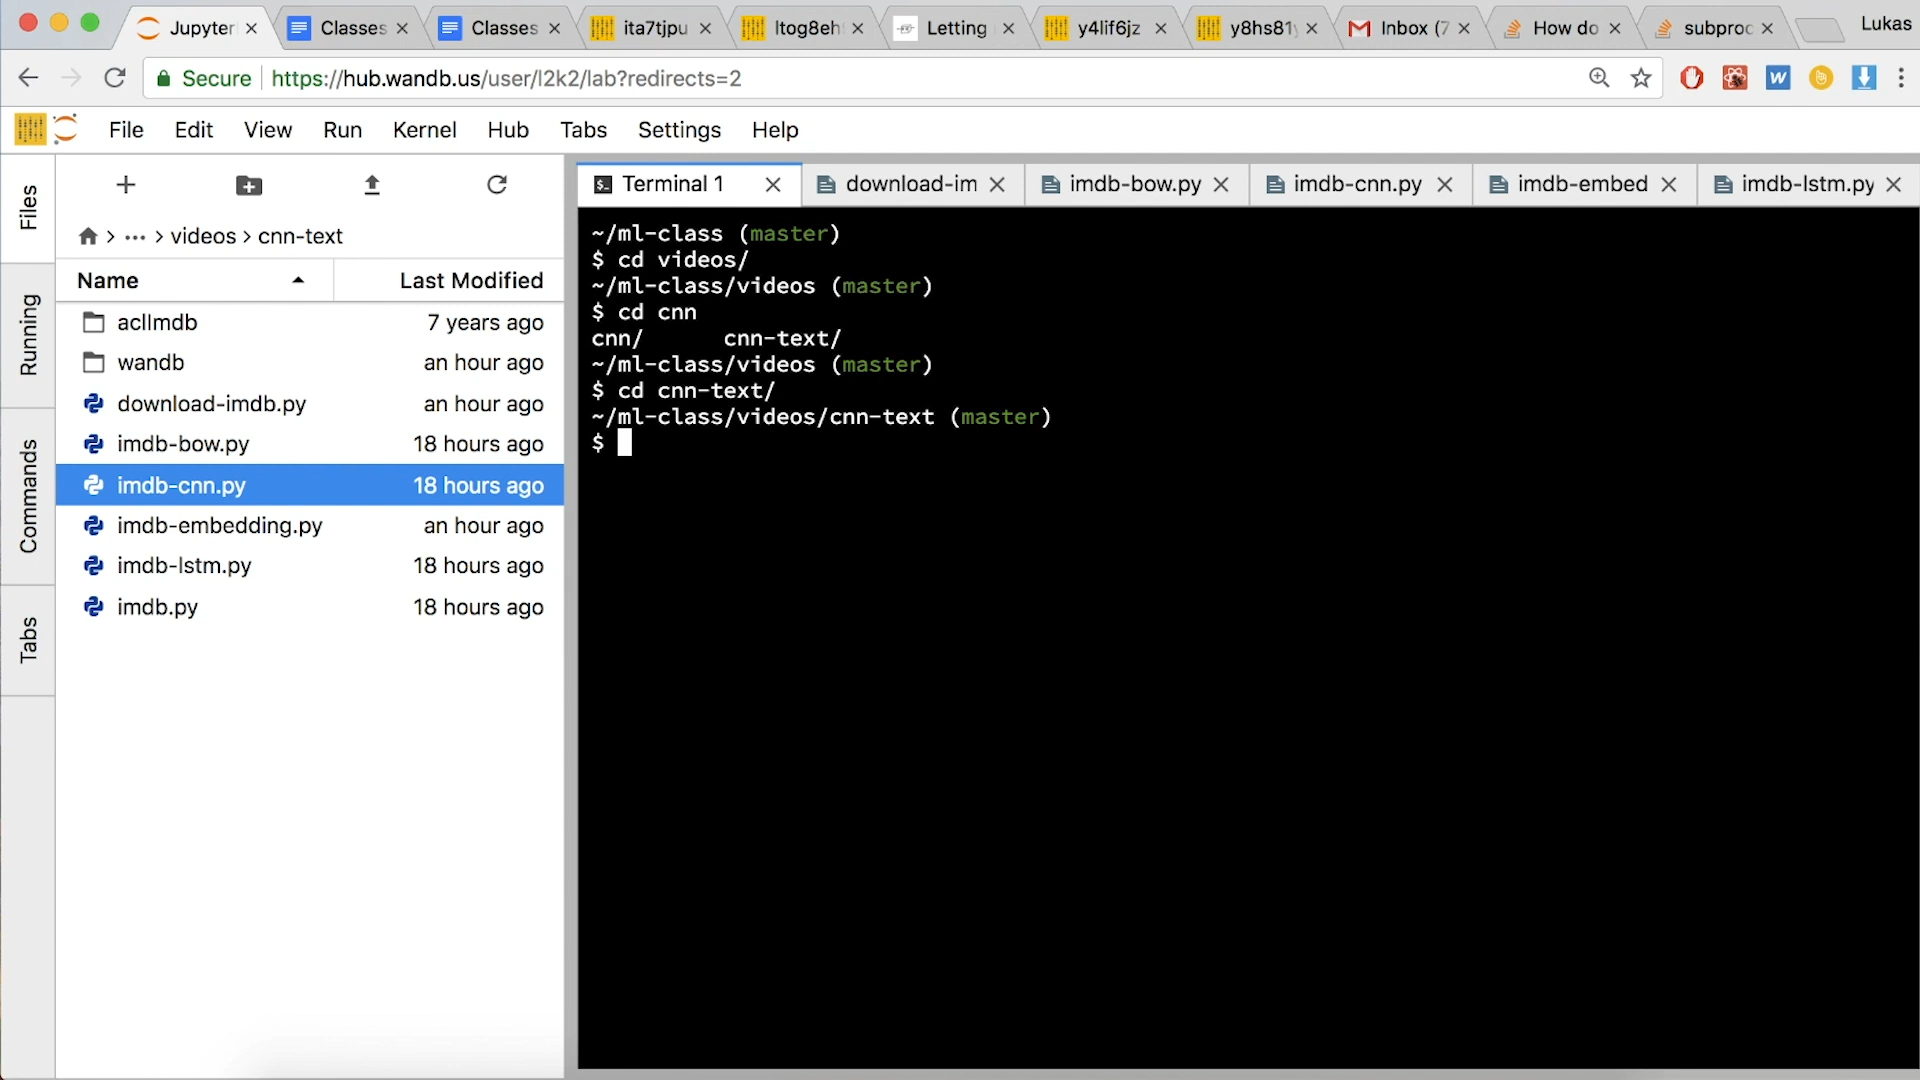 Jupyter Classes Classes ita7tjpu ltog8eh Letting y4lif6jz y8hs81y Inbox (7 How do subproc Lukas
Secure https://hub.wandb.us/user/l2k2/lab?redirects=2
File Edit View Run Kernel Hub Tabs Settings Help
Files
Running
Commands
Tabs
videos > cnn-text
Name Last Modified
aclImdb 7 years ago
wandb an hour ago
download-imdb.py an hour ago
imdb-bow.py 18 hours ago
imdb-cnn.py 18 hours ago
imdb-embedding.py an hour ago
imdb-lstm.py 18 hours ago
imdb.py 18 hours ago
Terminal 1 download-im imdb-bow.py imdb-cnn.py imdb-embed imdb-lstm.py
~/ml-class (master)
$ cd videos/
~/ml-class/videos (master)
$ cd cnn
cnn/ cnn-text/
~/ml-class/videos (master)
$ cd cnn-text/
~/ml-class/videos/cnn-text (master)
$